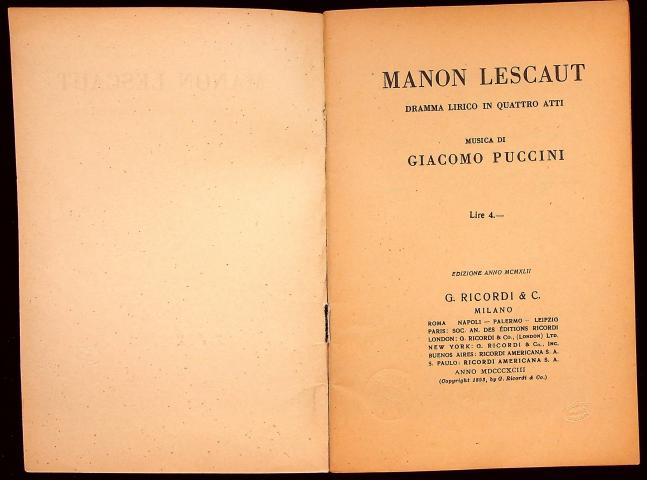 MANON LESCAUT
DRAMMA LIRICO IN QUATTRO ATTI
MUSICA DI
GIACOMO PUCCINI
Lire 4.—
EDIZIONE ANNO MCMXLII
G. RICORDI & C.
MILANO
ROMA NAPOLI — PALERMO — LEIPZIG
PARIS: SOC. AN. DES ÉDITIONS RICORDI
LONDON: G. RICORDI & CO., (LONDON) LTD.
NEW YORK: G. RICORDI & CO., INC.
BUENOS AIRES: RICORDI AMERICANA S. A.
S. PAULO: RICORDI AMERICANA S. A.
ANNO MDCCCXCIII
(Copyright 1893, by G. Ricordi & Co.)